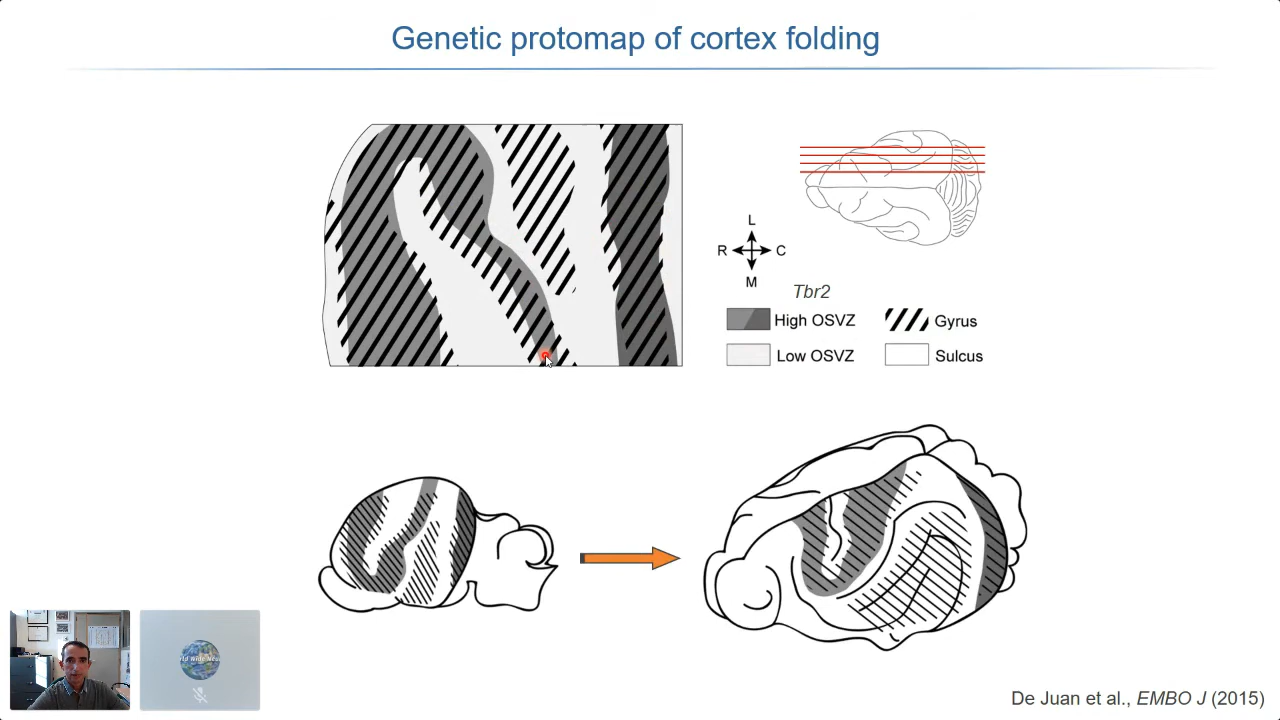 Genetic protomap of cortex folding
L
R C
M
Tbr2
High OSVZ
Gyrus
Low OSVZ
Sulcus
De Juan et al., EMBO J (2015)